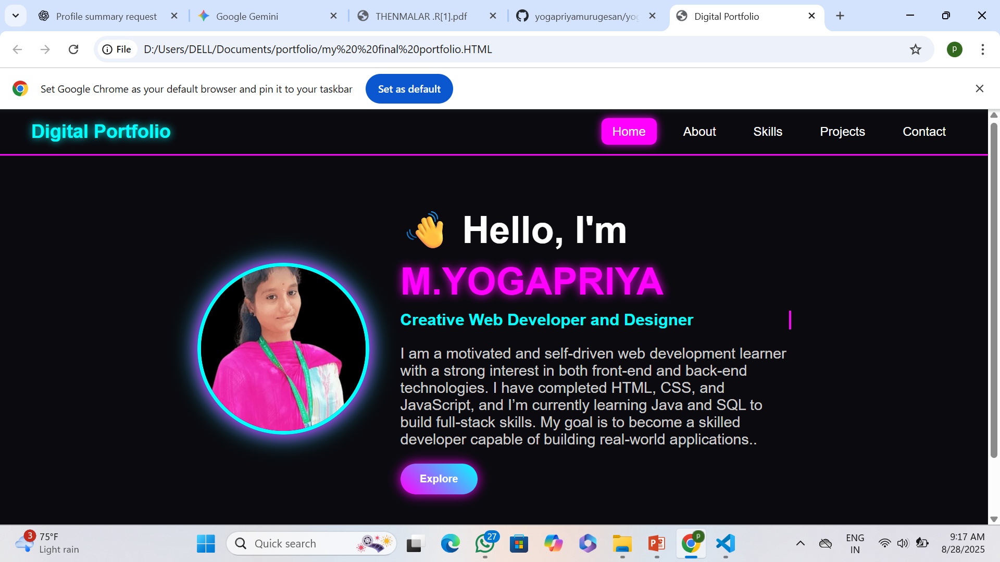 Profile summary request
Google Gemini
THENMALAR .R[1].pdf
yogapriyamurugesan/yog
Digital Portfolio
File
D:/Users/DELL/Documents/portfolio/my%20%20final%20portfolio.HTML
p
Set Google Chrome as your default browser and pin it to your taskbar
Set as default
Digital Portfolio
Home
About
Skills
Projects
Contact
👋 Hello, I'm
M.YOGAPRIYA
Creative Web Developer and Designer
I am a motivated and self-driven web development learner
with a strong interest in both front-end and back-end
technologies. I have completed HTML, CSS, and
JavaScript, and I’m currently learning Java and SQL to
build full-stack skills. My goal is to become a skilled
developer capable of building real-world applications..
Explore
3
75°F
Light rain
Quick search
27
P
p
ENG
IN
9:17 AM
8/28/2025